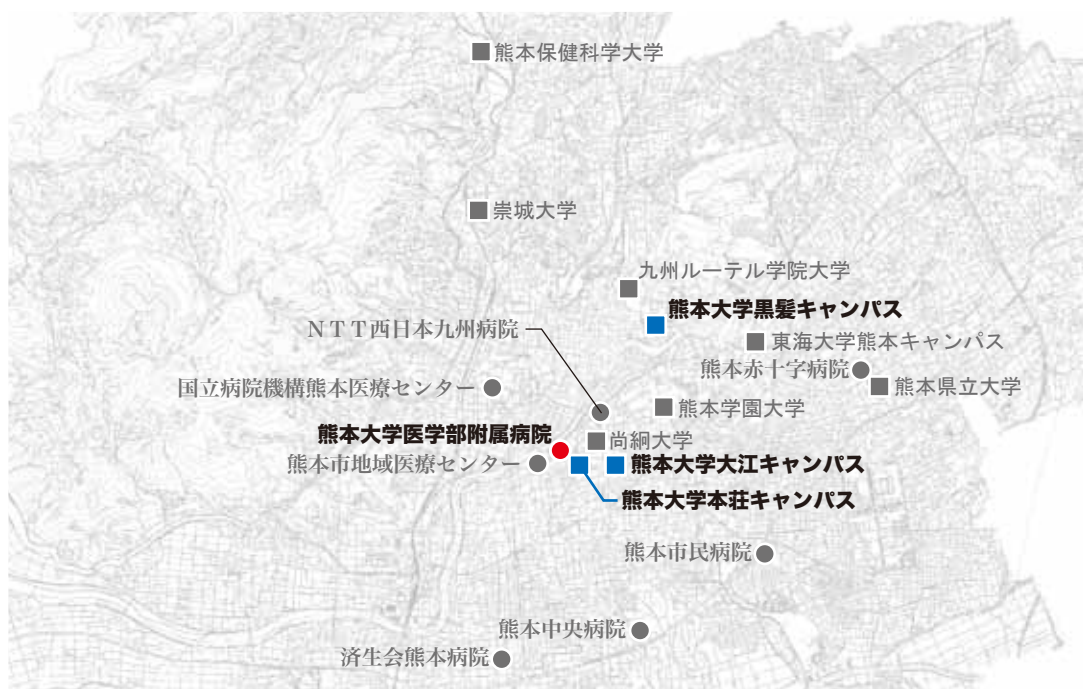 熊本保健科学大学
崇城大学
九州ルーテル学院大学
熊本大学黒髪キャンパス
ＮＴＴ西日本九州病院
東海大学熊本キャンパス
熊本赤十字病院
国立病院機構熊本医療センター
熊本県立大学
熊本学園大学
熊本大学医学部附属病院
尚絅大学
熊本市地域医療センター
熊本大学大江キャンパス
熊本大学本荘キャンパス
熊本市民病院
熊本中央病院
済生会熊本病院